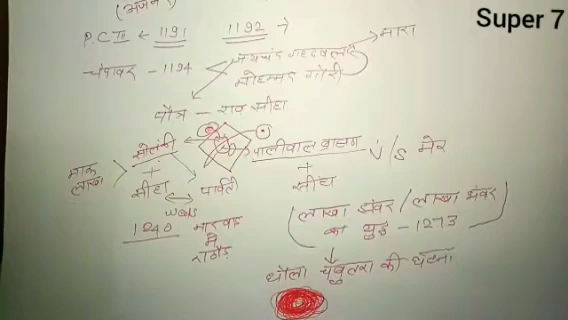 Super 7
(अजमेर)
P.C III ← 1191 1192 →
चंदावर - 1194 जयचंद गहड़वाल → मारा
मोहम्मद गौरी
पौत्र - राव सीहा
सोलंकी पालीवाल ब्राह्मण V/S मेर
मारू लाखा + +
सीहा पार्वती सीहा
1240 मारवाड़ में राठौड़
(लाखा झंवर / लाखा भंवर)
का युद्ध - 1273
धौला चबूतरा की घटना